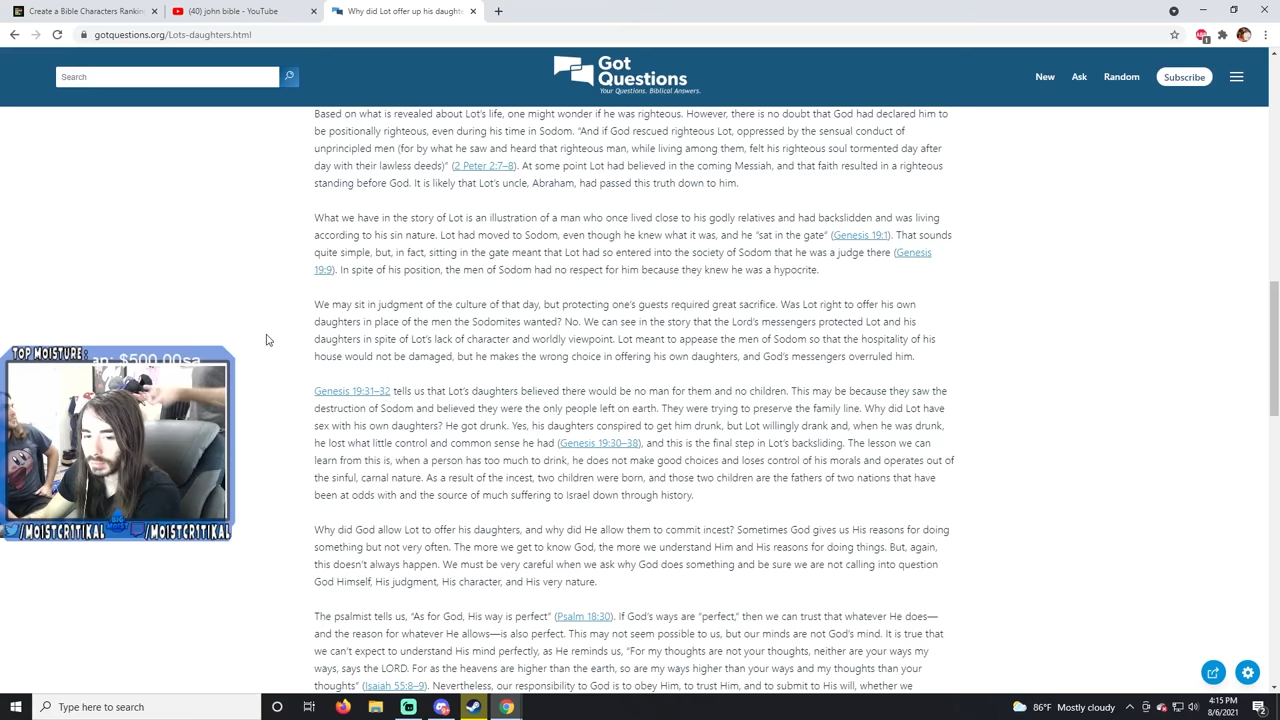 Create a Bible Characters Rankin
(40) john bible - YouTube
Why did Lot offer up his daughte
gotquestions.org/Lots-daughters.html
Search
Got
Questions
Your Questions. Biblical Answers.
New
Ask
Random
Subscribe
Based on what is revealed about Lot's life, one might wonder if he was righteous. However, there is no doubt that God had declared him to
be positionally righteous, even during his time in Sodom. “And if God rescued righteous Lot, oppressed by the sensual conduct of
unprincipled men (for by what he saw and heard that righteous man, while living among them, felt his righteous soul tormented day after
day with their lawless deeds)” (2 Peter 2:7–8). At some point Lot had believed in the coming Messiah, and that faith resulted in a righteous
standing before God. It is likely that Lot's uncle, Abraham, had passed this truth down to him.
What we have in the story of Lot is an illustration of a man who once lived close to his godly relatives and had backslidden and was living
according to his sin nature. Lot had moved to Sodom, even though he knew what it was, and he “sat in the gate” (Genesis 19:1). That sounds
quite simple, but, in fact, sitting in the gate meant that Lot had so entered into the society of Sodom that he was a judge there (Genesis
19:9). In spite of his position, the men of Sodom had no respect for him because they knew he was a hypocrite.
We may sit in judgment of the culture of that day, but protecting one's guests required great sacrifice. Was Lot right to offer his own
daughters in place of the men the Sodomites wanted? No. We can see in the story that the Lord's messengers protected Lot and his
daughters in spite of Lot's lack of character and worldly viewpoint. Lot meant to appease the men of Sodom so that the hospitality of his
house would not be damaged, but he makes the wrong choice in offering his own daughters, and God's messengers overruled him.
TOP MOISTURE:
an: $500.00sa
Genesis 19:31–32 tells us that Lot's daughters believed there would be no man for them and no children. This may be because they saw the
destruction of Sodom and believed they were the only people left on earth. They were trying to preserve the family line. Why did Lot have
sex with his own daughters? He got drunk. Yes, his daughters conspired to get him drunk, but Lot willingly drank and, when he was drunk,
he lost what little control and common sense he had (Genesis 19:30–38), and this is the final step in Lot's backsliding. The lesson we can
learn from this is, when a person has too much to drink, he does not make good choices and loses control of his morals and operates out of
the sinful, carnal nature. As a result of the incest, two children were born, and those two children are the fathers of two nations that have
been at odds with and the source of much suffering to Israel down through history.
BIG
MOIST
/MOISTCR1TIKAL
/MOISTCR1TIKAL
Why did God allow Lot to offer his daughters, and why did He allow them to commit incest? Sometimes God gives us His reasons for doing
something but not very often. The more we get to know God, the more we understand Him and His reasons for doing things. But, again,
this doesn't always happen. We must be very careful when we ask why God does something and be sure we are not calling into question
God Himself, His judgment, His character, and His very nature.
The psalmist tells us, “As for God, His way is perfect” (Psalm 18:30). If God's ways are “perfect,” then we can trust that whatever He does—
and the reason for whatever He allows—is also perfect. This may not seem possible to us, but our minds are not God's mind. It is true that
we can't expect to understand His mind perfectly, as He reminds us, “For my thoughts are not your thoughts, neither are your ways my
ways, says the LORD. For as the heavens are higher than the earth, so are my ways higher than your ways and my thoughts than your
thoughts” (Isaiah 55:8–9). Nevertheless, our responsibility to God is to obey Him, to trust Him, and to submit to His will, whether we
Type here to search
86°F Mostly cloudy
4:15 PM
8/6/2021
2